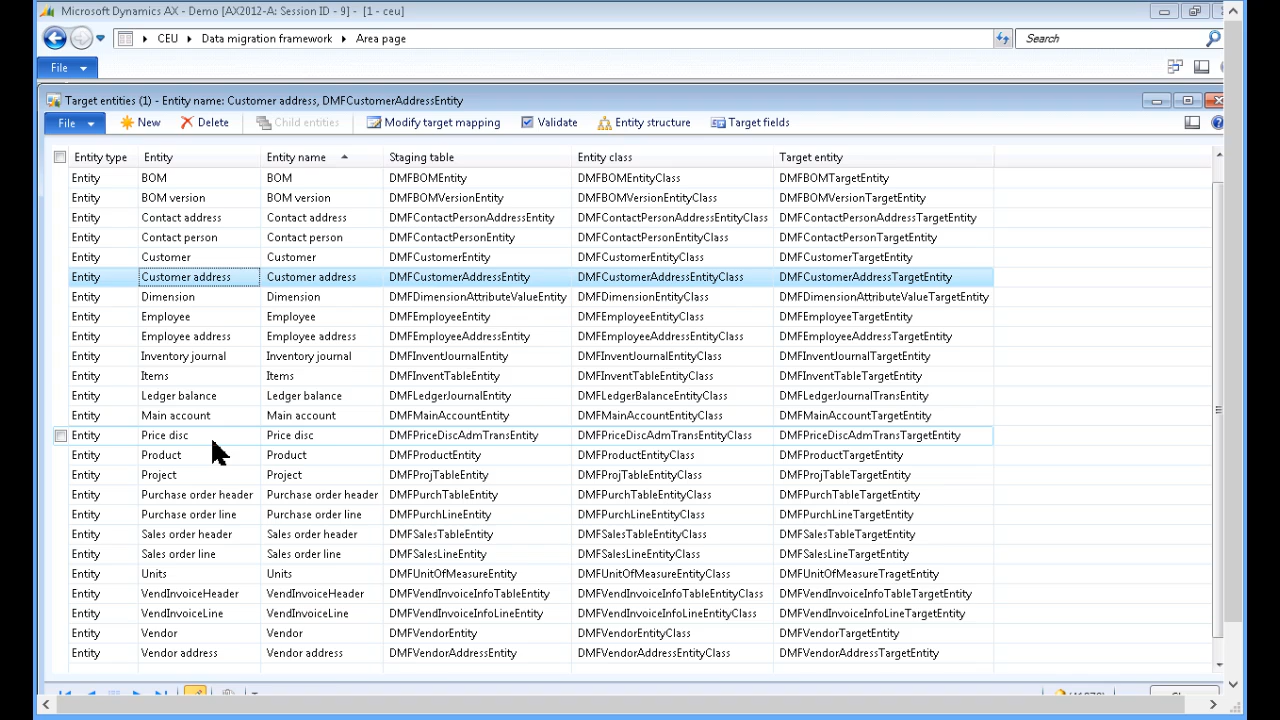 Microsoft Dynamics AX - Demo [AX2012-A: Session ID - 9] - [1 - ceu]
CEU Data migration framework Area page Search
File
Target entities (1) - Entity name: Customer address, DMFCustomerAddressEntity
File New Delete Child entities Modify target mapping Validate Entity structure Target fields
Entity type Entity Entity name Staging table Entity class Target entity
Entity BOM BOM DMFBOMEntity DMFBOMEntityClass DMFBOMTargetEntity
Entity BOM version BOM version DMFBOMVersionEntity DMFBOMVersionEntityClass DMFBOMVersionTargetEntity
Entity Contact address Contact address DMFContactPersonAddressEntity DMFContactPersonAddressEntityClass DMFContactPersonAddressTargetEntity
Entity Contact person Contact person DMFContactPersonEntity DMFContactPersonEntityClass DMFContactPersonTargetEntity
Entity Customer Customer DMFCustomerEntity DMFCustomerEntityClass DMFCustomerTargetEntity
Entity Customer address Customer address DMFCustomerAddressEntity DMFCustomerAddressEntityClass DMFCustomerAddressTargetEntity
Entity Dimension Dimension DMFDimensionAttributeValueEntity DMFDimensionEntityClass DMFDimensionAttributeValueTargetEntity
Entity Employee Employee DMFEmployeeEntity DMFEmployeeEntityClass DMFEmployeeTargetEntity
Entity Employee address Employee address DMFEmployeeAddressEntity DMFEmployeeAddressEntityClass DMFEmployeeAddressTargetEntity
Entity Inventory journal Inventory journal DMFInventJournalEntity DMFInventJournalEntityClass DMFInventJournalTargetEntity
Entity Items Items DMFInventTableEntity DMFInventTableEntityClass DMFInventTableTargetEntity
Entity Ledger balance Ledger balance DMFLedgerJournalEntity DMFLedgerBalanceEntityClass DMFLedgerJournalTrans
Entity Main account Main account DMFMainAccountEntity DMFMainAccountEntityClass DMFMainAccountTargetEntity
Entity Price disc Price disc DMFPriceDiscAdmTransEntity DMFPriceDiscAdmTransEntityClass DMFPriceDiscAdmTransTargetEntity
Entity Product Product DMFProductEntity DMFProductEntityClass DMFProductTargetEntity
Entity Project Project DMFProjTableEntity DMFProjTableEntityClass DMFProjTableTargetEntity
Entity Purchase order header Purchase order header DMFPurchTableEntity DMFPurchTableEntityClass DMFPurchTableTargetEntity
Entity Purchase order line Purchase order line DMFPurchLineEntity DMFPurchLineEntityClass DMFPurchLineTargetEntity
Entity Sales order header Sales order header DMFSalesTableEntity DMFSalesTableEntityClass DMFSalesTableTargetEntity
Entity Sales order line Sales order line DMFSalesLineEntity DMFSalesLineEntityClass DMFSalesLineTargetEntity
Entity Units Units DMFUnitOfMeasureEntity DMFUnitOfMeasureEntityClass DMFUnitOfMeasureTragetEntity
Entity VendInvoiceHeader VendInvoiceHeader DMFVendInvoiceInfoTableEntity DMFVendInvoiceInfoTableEntityClass DMFVendInvoiceInfoTableTargetEntity
Entity VendInvoiceLine VendInvoiceLine DMFVendInvoiceInfoLineEntity DMFVendInvoiceInfoLineEntityClass DMFVendInvoiceInfoLineTargetEntity
Entity Vendor Vendor DMFVendorEntity DMFVendorEntityClass DMFVendorTargetEntity
Entity Vendor address Vendor address DMFVendorAddressEntity DMFVendorAddressEntityClass DMFVendorAddressTargetEntity